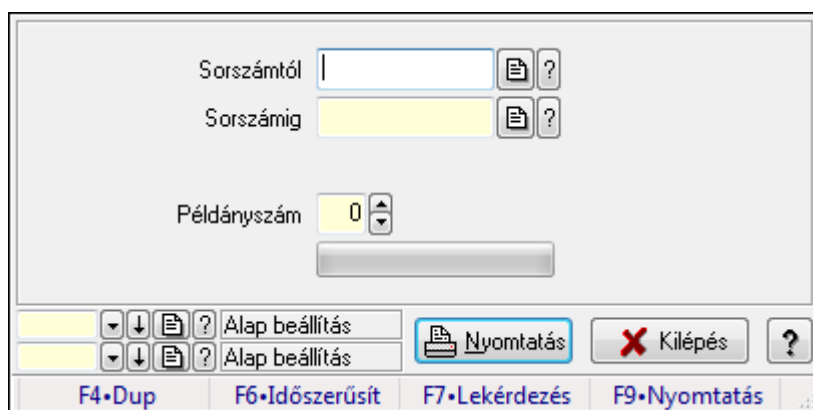 Sorszámtól ?
Sorszámig ?
Példányszám 0
? Alap beállítás
? Alap beállítás
Nyomtatás Kilépés ?
F4•Dup F6•Időszerűsít F7•Lekérdezés F9•Nyomtatás